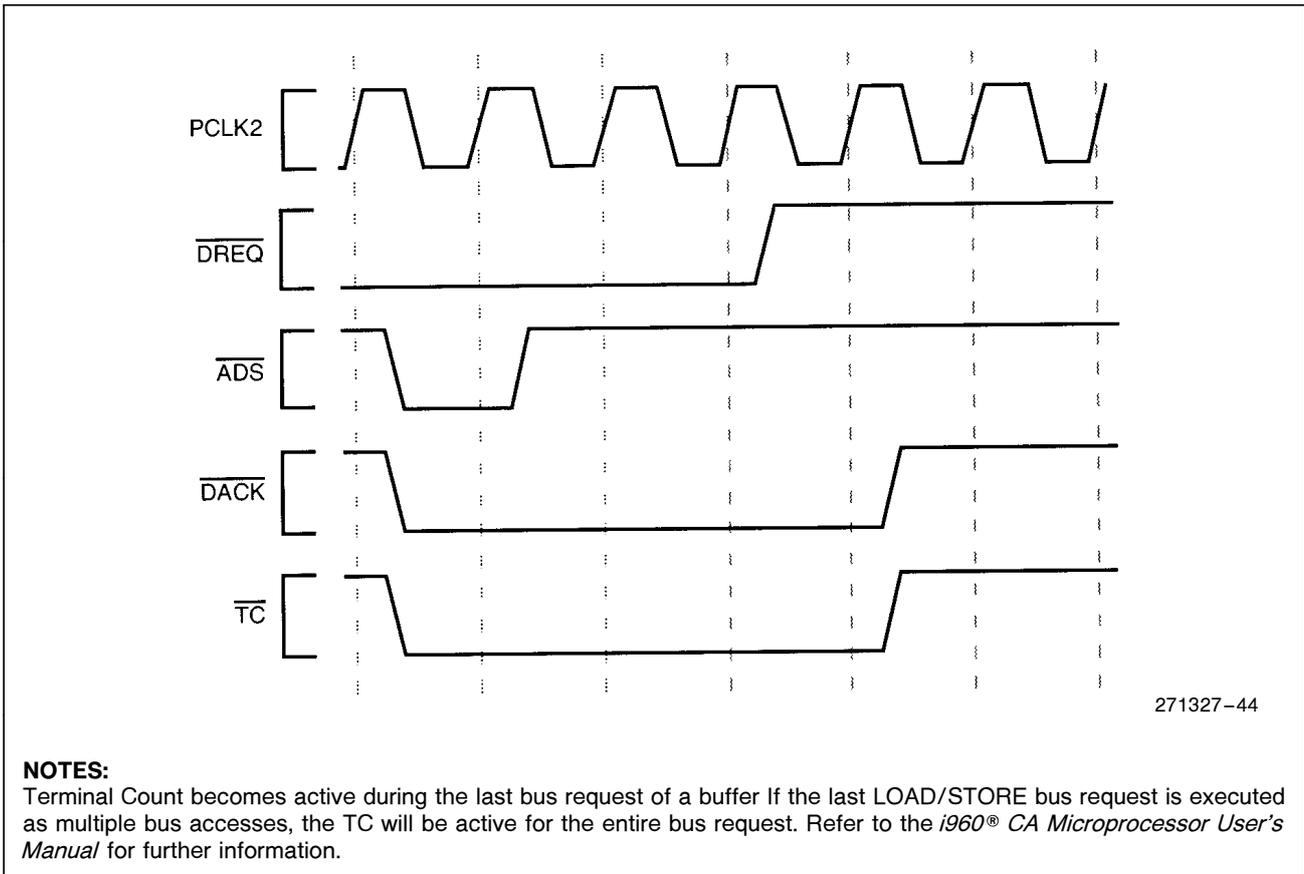 PCLK2
DREQ
ADS
DACK
TC
271327–44
NOTES:
Terminal Count becomes active during the last bus request of a buffer If the last LOAD/STORE bus request is executed
as multiple bus accesses, the TC will be active for the entire bus request. Refer to the i960® CA Microprocessor User's
Manual for further information.